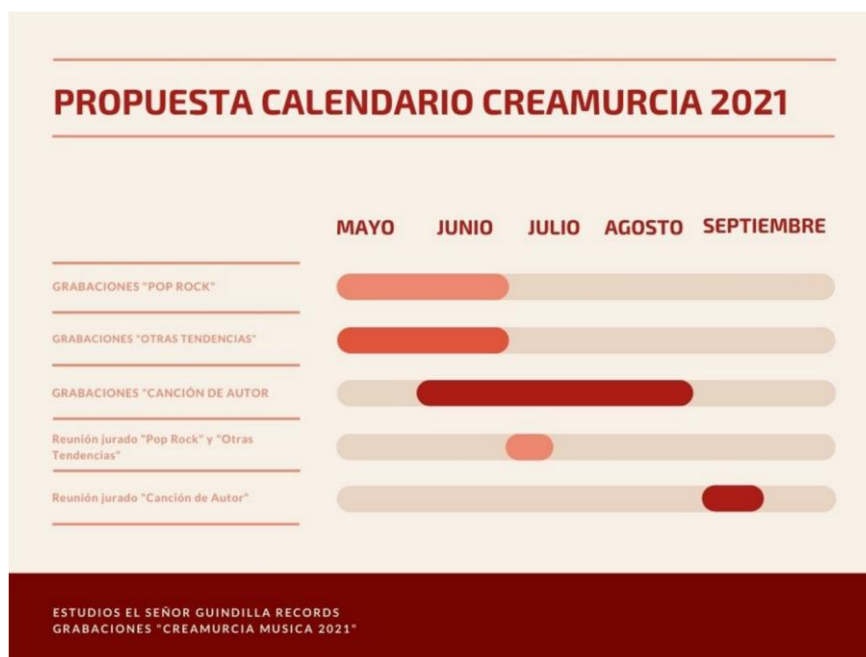 PROPUESTA CALENDARIO CREAMURCIA 2021
MAYO JUNIO JULIO AGOSTO SEPTIEMBRE
GRABACIONES "POP ROCK"
GRABACIONES "OTRAS TENDENCIAS"
GRABACIONES "CANCIÓN DE AUTOR
Reunión jurado "Pop Rock" y "Otras
Tendencias"
Reunión jurado "Canción de Autor"
ESTUDIOS EL SEÑOR GUINDILLA RECORDS
GRABACIONES "CREAMURCIA MUSICA 2021"